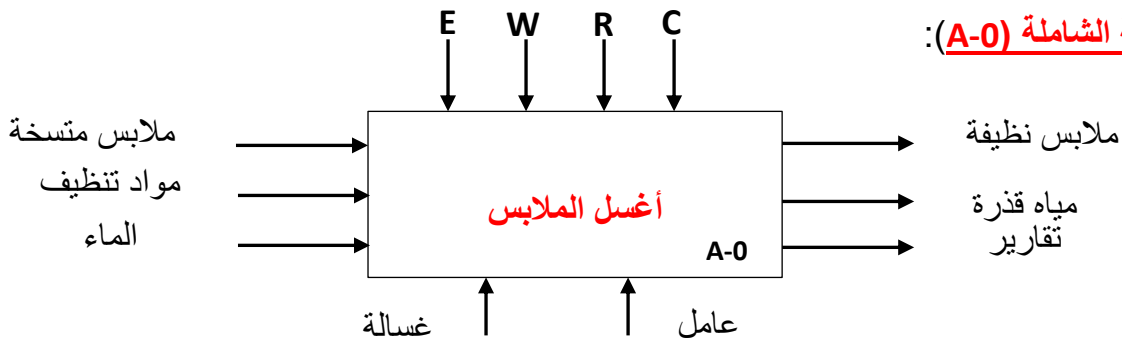 الشاملة (A-0):
E W R C
ملابس متسخة
مواد تنظيف
الماء
أغسل الملابس
A-0
ملابس نظيفة
مياه قذرة
تقارير
غسالة
عامل